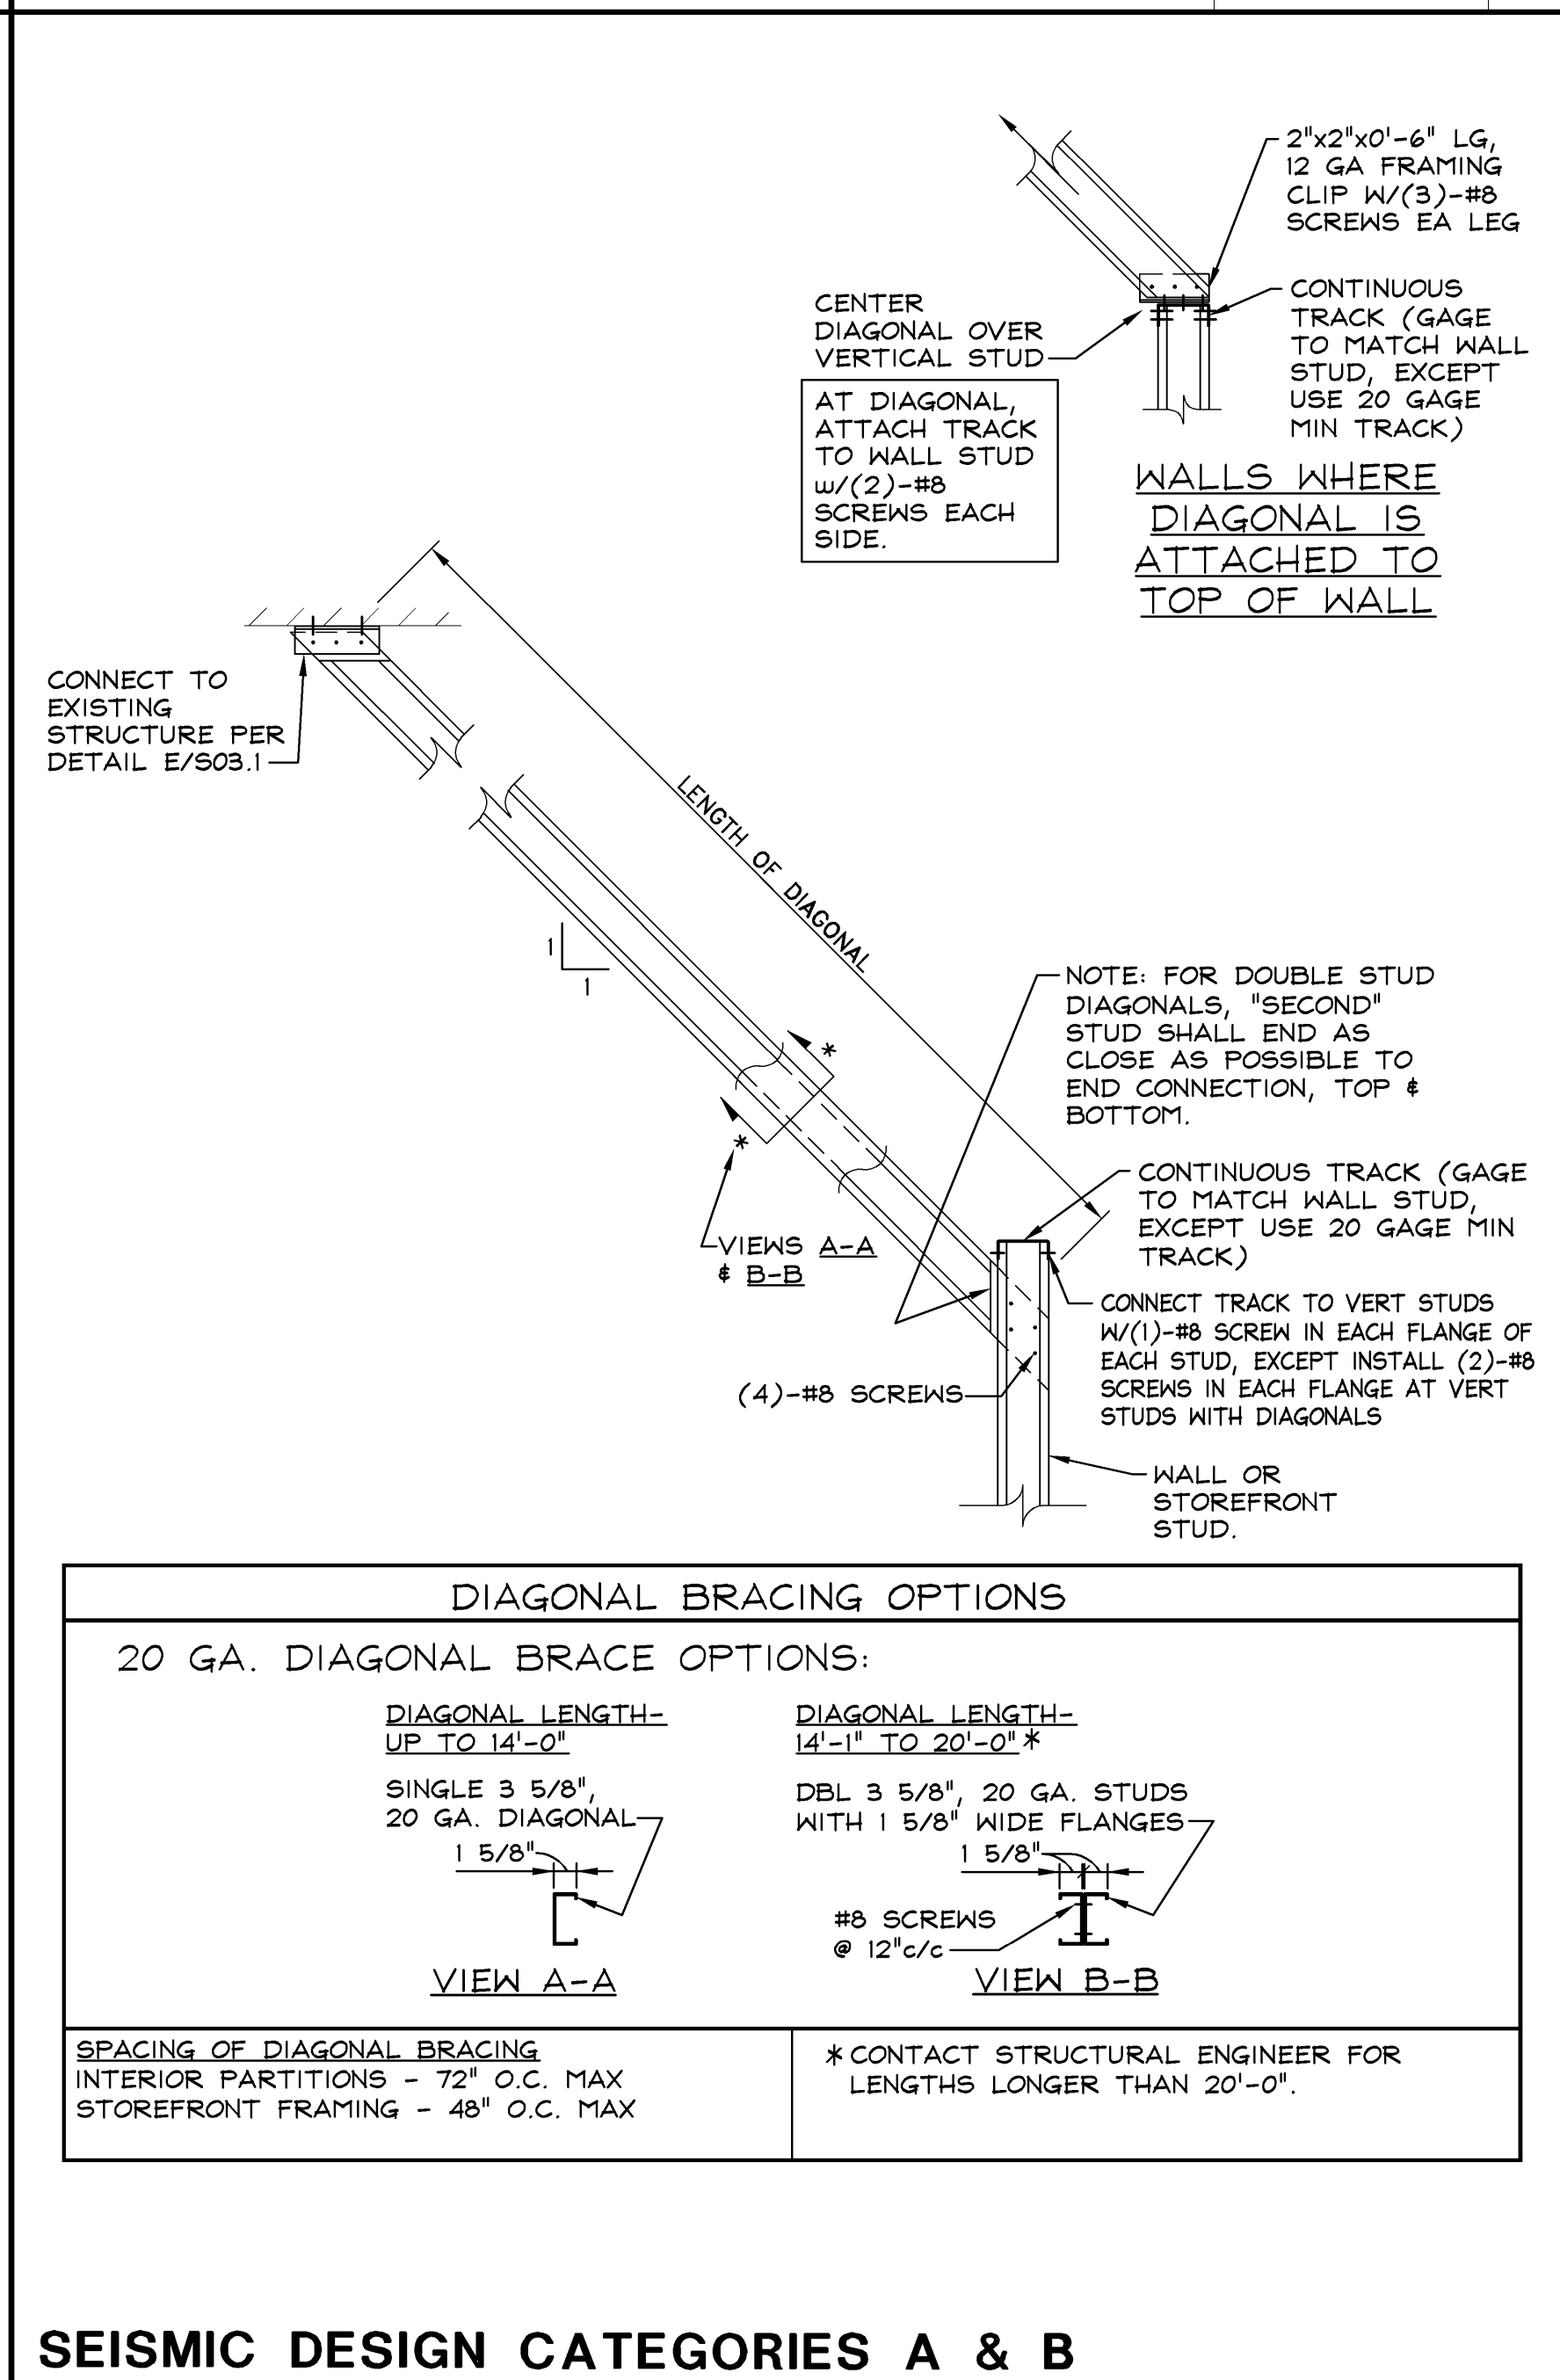 2"x2"x0'-6" LG,
12 GA FRAMING
CLIP W/(3)-#8
SCREWS EA LEG
CENTER
DIAGONAL OVER
VERTICAL STUD
CONTINUOUS
TRACK (GAGE
TO MATCH WALL
STUD, EXCEPT
USE 20 GAGE
MIN TRACK)
AT DIAGONAL,
ATTACH TRACK
TO WALL STUD
w/(2)-#8
SCREWS EACH
SIDE.
WALLS WHERE
DIAGONAL IS
ATTACHED TO
TOP OF WALL
CONNECT TO
EXISTING
STRUCTURE PER
DETAIL E/S03.1
LENGTH OF DIAGONAL
1
1
NOTE: FOR DOUBLE STUD
DIAGONALS, "SECOND"
STUD SHALL END AS
CLOSE AS POSSIBLE TO
END CONNECTION, TOP &
BOTTOM.
*
*
VIEWS A-A
& B-B
CONTINUOUS TRACK (GAGE
TO MATCH WALL STUD,
EXCEPT USE 20 GAGE MIN
TRACK)
CONNECT TRACK TO VERT STUDS
W/(1)-#8 SCREW IN EACH FLANGE OF
EACH STUD, EXCEPT INSTALL (2)-#8
SCREWS IN EACH FLANGE AT VERT
STUDS WITH DIAGONALS
(4)-#8 SCREWS
WALL OR
STOREFRONT
STUD.
DIAGONAL BRACING OPTIONS
20 GA. DIAGONAL BRACE OPTIONS:
DIAGONAL LENGTH-
UP TO 14'-0"
SINGLE 3 5/8",
20 GA. DIAGONAL
1 5/8"
VIEW A-A
DIAGONAL LENGTH-
14'-1" TO 20'-0" *
DBL 3 5/8", 20 GA. STUDS
WITH 1 5/8" WIDE FLANGES
1 5/8"
#8 SCREWS
@ 12"c/c
VIEW B-B
SPACING OF DIAGONAL BRACING
INTERIOR PARTITIONS - 72" O.C. MAX
STOREFRONT FRAMING - 48" O.C. MAX
* CONTACT STRUCTURAL ENGINEER FOR
LENGTHS LONGER THAN 20'-0".
SEISMIC DESIGN CATEGORIES A & B